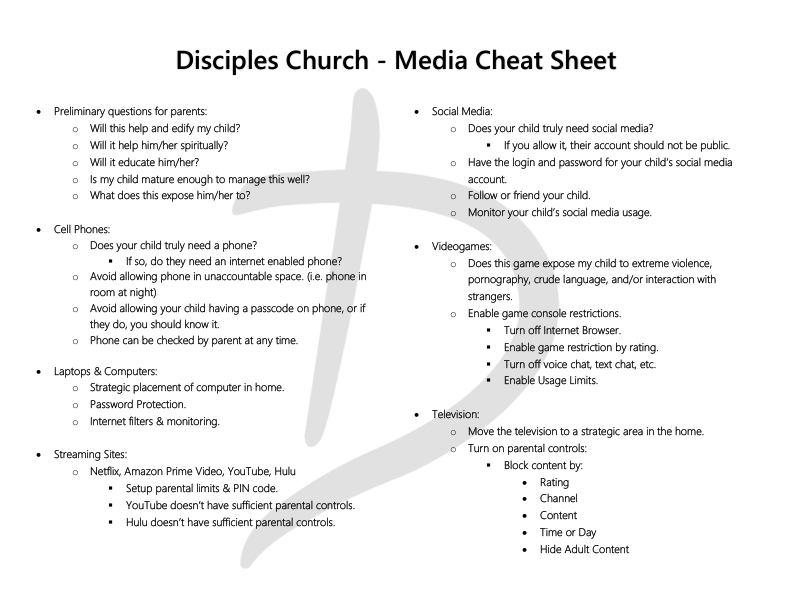 Disciples Church - Media Cheat Sheet
• Preliminary questions for parents:
o Will this help and edify my child?
o Will it help him/her spiritually?
o Will it educate him/her?
o Is my child mature enough to manage this well?
o What does this expose him/her to?
• Cell Phones:
o Does your child truly need a phone?
▪ If so, do they need an internet enabled phone?
o Avoid allowing phone in unaccountable space. (i.e. phone in
room at night)
o Avoid allowing your child having a passcode on phone, or if
they do, you should know it.
o Phone can be checked by parent at any time.
• Laptops & Computers:
o Strategic placement of computer in home.
o Password Protection.
o Internet filters & monitoring.
• Streaming Sites:
o Netflix, Amazon Prime Video, YouTube, Hulu
▪ Setup parental limits & PIN code.
▪ YouTube doesn’t have sufficient parental controls.
▪ Hulu doesn’t have sufficient parental controls.
• Social Media:
o Does your child truly need social media?
▪ If you allow it, their account should not be public.
o Have the login and password for your child’s social media
account.
o Follow or friend your child.
o Monitor your child’s social media usage.
• Videogames:
o Does this game expose my child to extreme violence,
pornography, crude language, and/or interaction with
strangers.
o Enable game console restrictions.
▪ Turn off Internet Browser.
▪ Enable game restriction by rating.
▪ Turn off voice chat, text chat, etc.
▪ Enable Usage Limits.
• Television:
o Move the television to a strategic area in the home.
o Turn on parental controls:
▪ Block content by:
• Rating
• Channel
• Content
• Time or Day
• Hide Adult Content